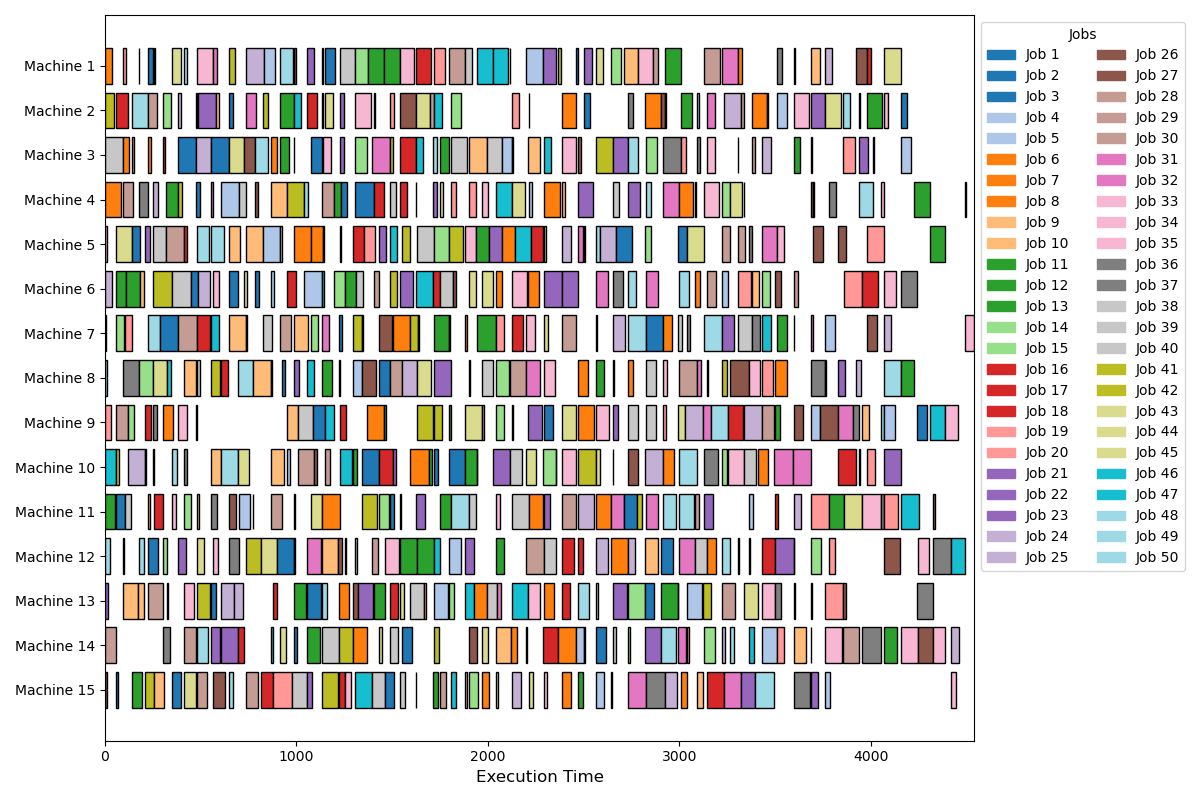 Machine 1
Machine 2
Machine 3
Machine 4
Machine 5
Machine 6
Machine 7
Machine 8
Machine 9
Machine 10
Machine 11
Machine 12
Machine 13
Machine 14
Machine 15
0 1000 2000 3000 4000
Execution Time
Jobs
Job 1
Job 2
Job 3
Job 4
Job 5
Job 6
Job 7
Job 8
Job 9
Job 10
Job 11
Job 12
Job 13
Job 14
Job 15
Job 16
Job 17
Job 18
Job 19
Job 20
Job 21
Job 22
Job 23
Job 24
Job 25
Job 26
Job 27
Job 28
Job 29
Job 30
Job 31
Job 32
Job 33
Job 34
Job 35
Job 36
Job 37
Job 38
Job 39
Job 40
Job 41
Job 42
Job 43
Job 44
Job 45
Job 46
Job 47
Job 48
Job 49
Job 50